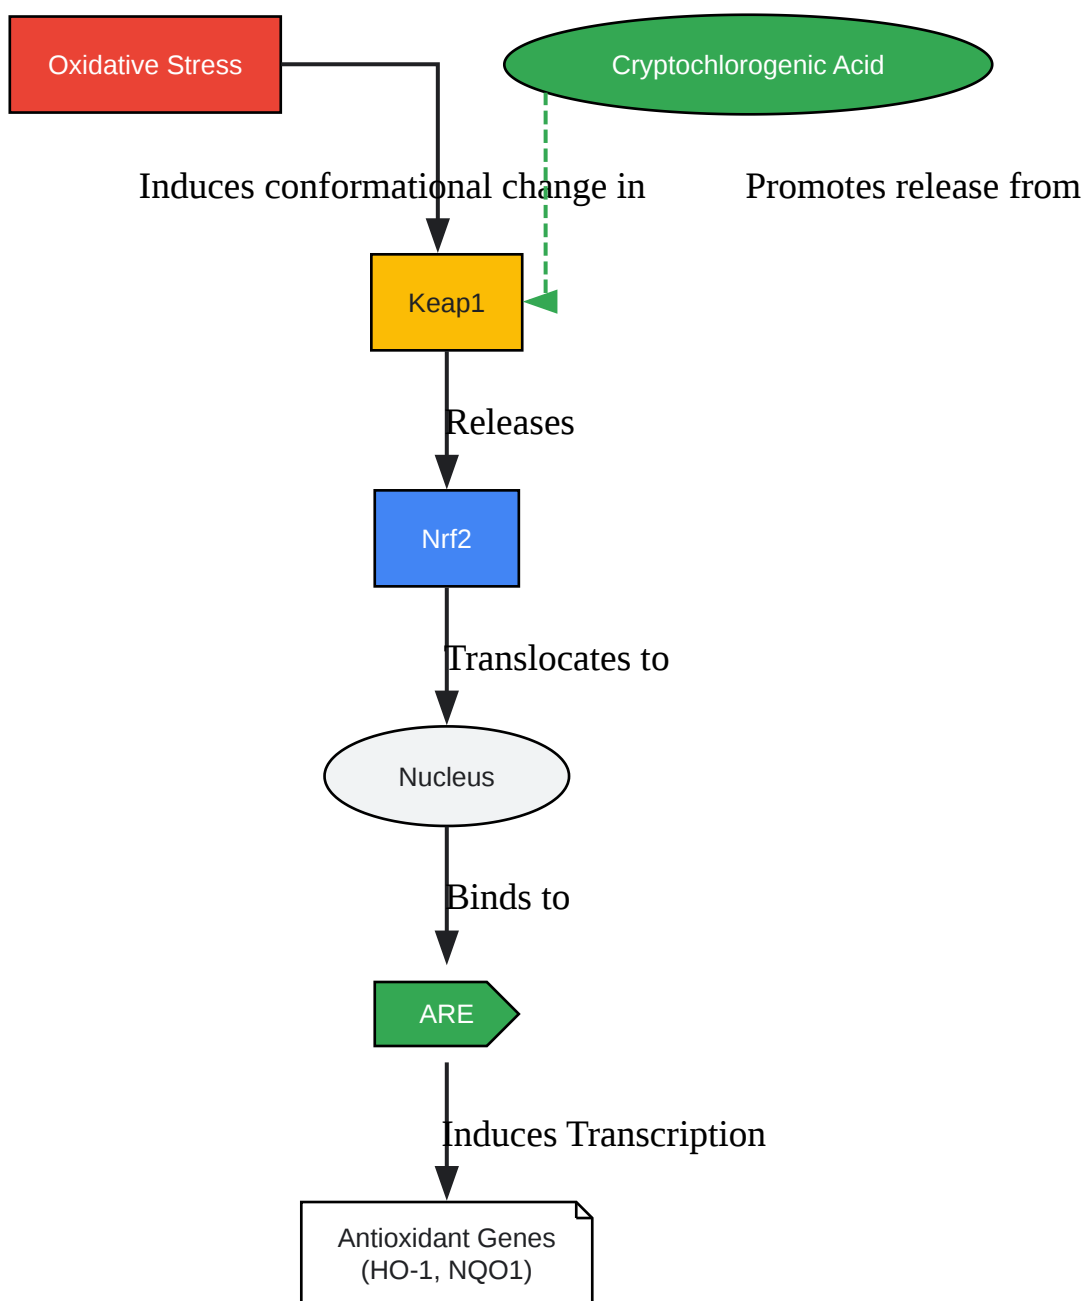 Oxidative Stress
Cryptochlorogenic Acid
Induces conformational change in
Promotes release from
Keap1
Releases
Nrf2
Translocates to
Nucleus
Binds to
ARE
Induces Transcription
Antioxidant Genes
(HO-1, NQO1)